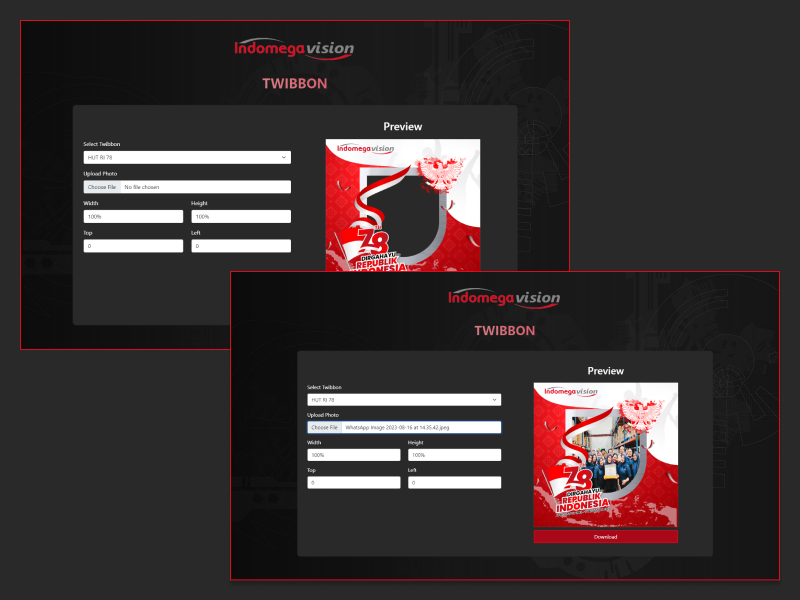 Indomegavision
TWIBBON
Preview
Select Twibbon
HUT RI 78
Upload Photo
Choose File No file chosen
Width Height
100% 100%
Top Left
0 0
Indomegavision
78
DIRGAHAYU
REPUBLIK
INDONESIA
Indomegavision
TWIBBON
Preview
Select Twibbon
HUT RI 78
Upload Photo
Choose File WhatsApp Image 2023-08-16 at 14.35.42.jpeg
Width Height
100% 100%
Top Left
0 0
Indomegavision
78
DIRGAHAYU
REPUBLIK
INDONESIA
Download